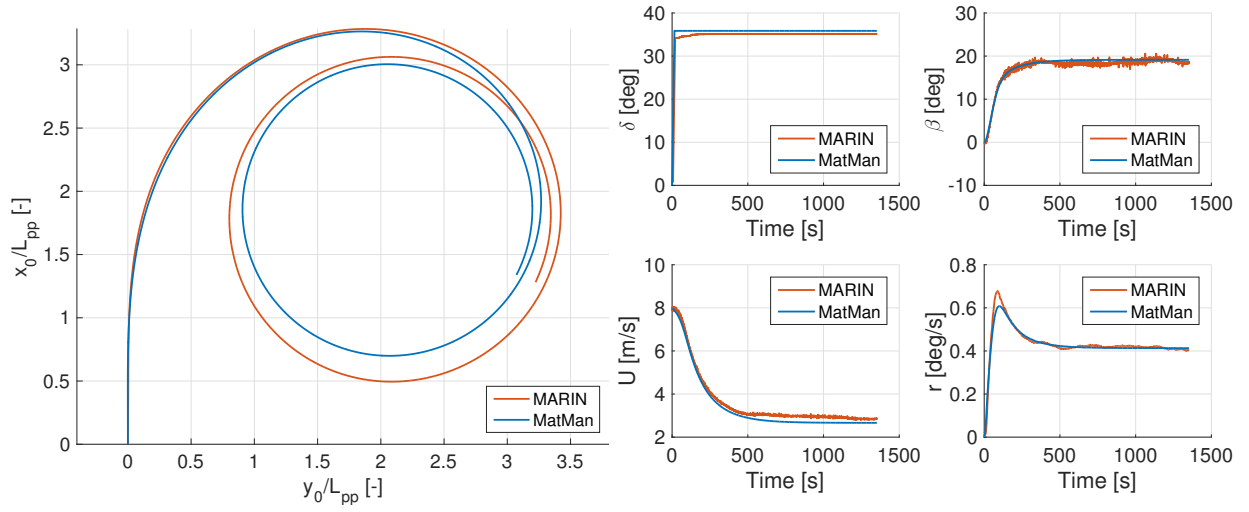 3
2.5
2
1.5
1
0.5
0
x0/Lpp [-]
0 0.5 1 1.5 2 2.5 3 3.5
y0/Lpp [-]
MARIN
MatMan
40
30
20
10
0
δ [deg]
MARIN
MatMan
0 500 1000 1500
Time [s]
30
20
10
0
-10
β [deg]
MARIN
MatMan
0 500 1000 1500
Time [s]
10
8
6
4
2
U [m/s]
MARIN
MatMan
0 500 1000 1500
Time [s]
0.8
0.6
0.4
0.2
0
r [deg/s]
MARIN
MatMan
0 500 1000 1500
Time [s]